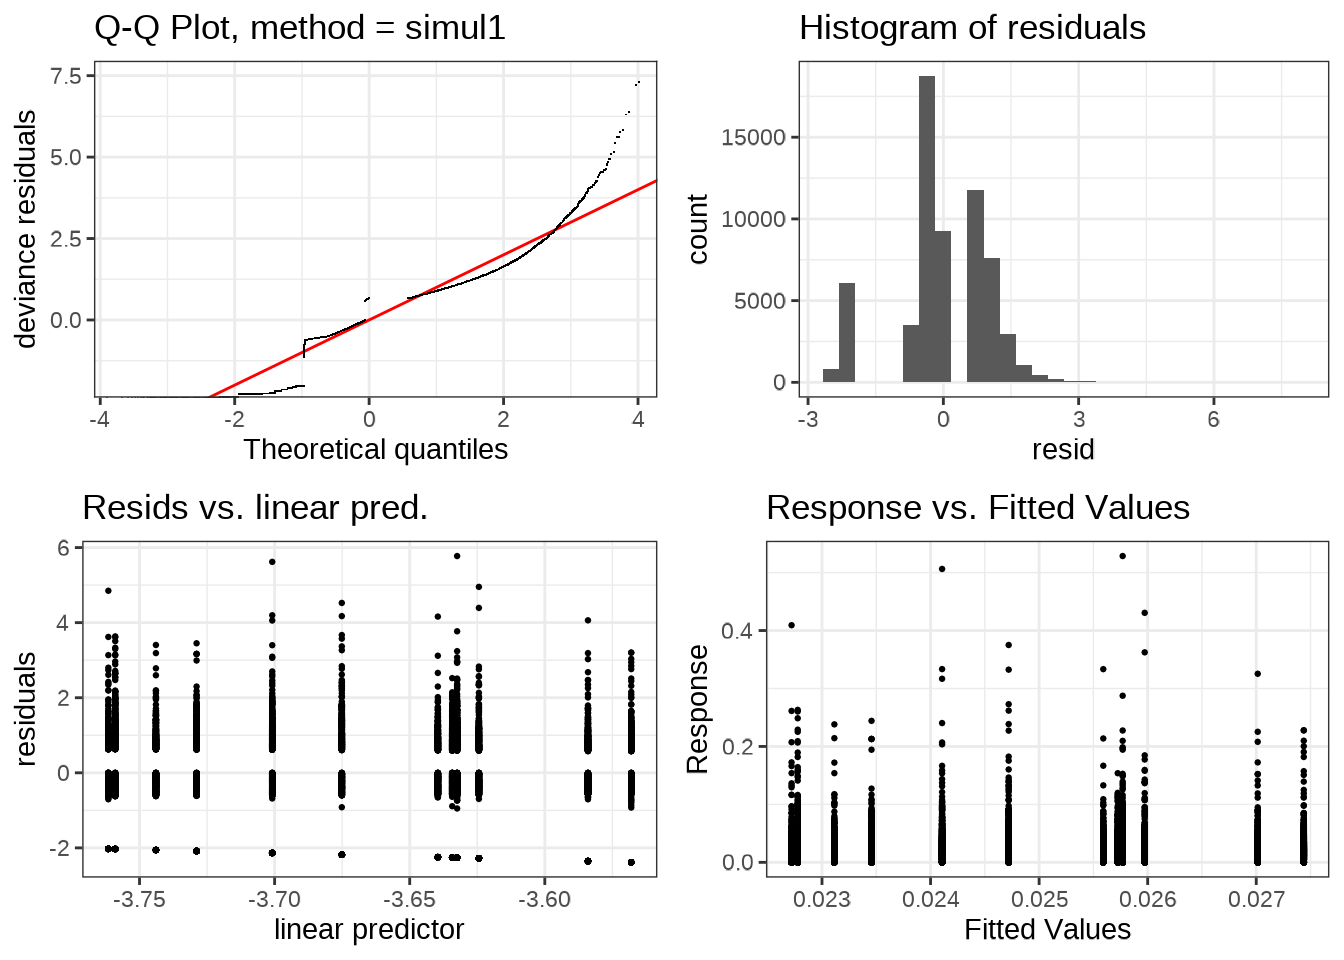 Q-Q Plot, method = simul1
7.5
5.0
2.5
0.0
deviance residuals
-4 -2 0 2 4
Theoretical quantiles
Histogram of residuals
15000
10000
5000
0
count
-3 0 3 6
resid
Resids vs. linear pred.
6
4
2
0
-2
residuals
-3.75 -3.70 -3.65 -3.60
linear predictor
Response vs. Fitted Values
0.4
0.2
0.0
Response
0.023 0.024 0.025 0.026 0.027
Fitted Values